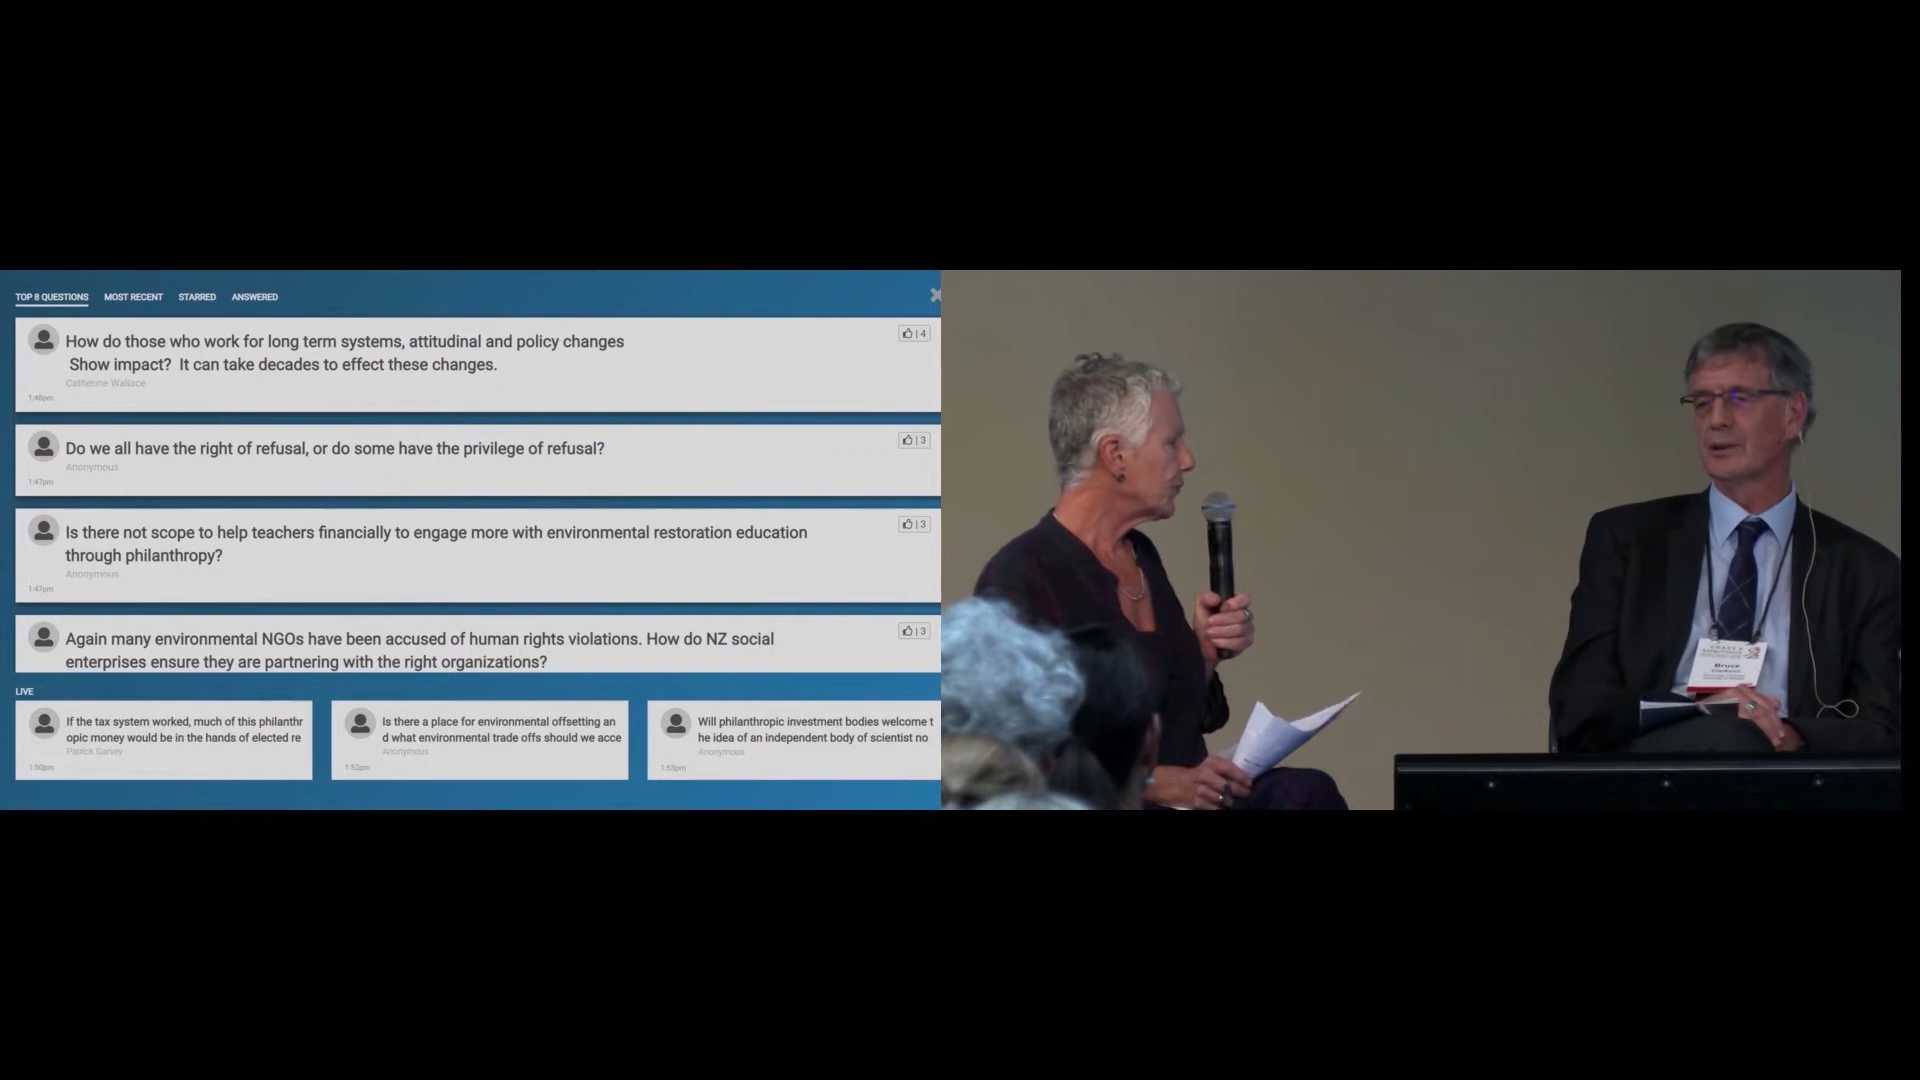 TOP 8 QUESTIONS MOST RECENT STARRED ANSWERED
How do those who work for long term systems, attitudinal and policy changes
4
Show impact? It can take decades to effect these changes.
Catherine Wallace
1:48pm
Do we all have the right of refusal, or do some have the privilege of refusal?
3
Anonymous
1:47pm
Is there not scope to help teachers financially to engage more with environmental restoration education
3
through philanthropy?
Anonymous
1:47pm
Again many environmental NGOs have been accused of human rights violations. How do NZ social
3
enterprises ensure they are partnering with the right organizations?
LIVE
If the tax system worked, much of this philanthr
opic money would be in the hands of elected re
Patrick Garvey
1:50pm
Is there a place for environmental offsetting an
d what environmental trade offs should we acce
Anonymous
1:52pm
Will philanthropic investment bodies welcome t
he idea of an independent body of scientist no
Anonymous
1:53pm
Bruce